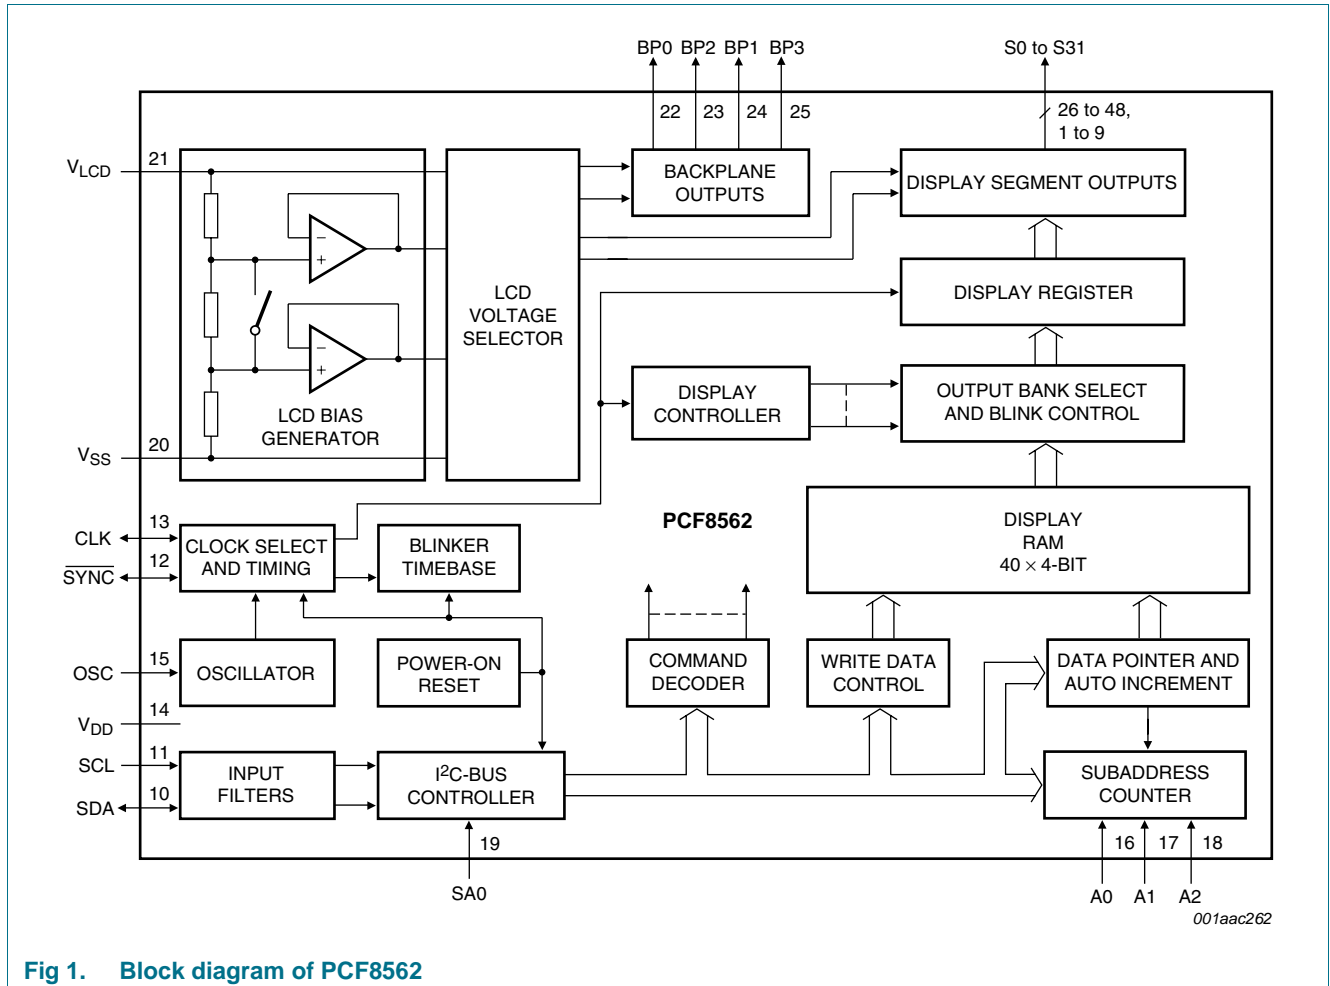 BP0 BP2 BP1 BP3
S0 to S31
22
23
24
25
26 to 48,
1 to 9
VLCD
21
BACKPLANE
OUTPUTS
DISPLAY SEGMENT OUTPUTS
−
+
−
+
LCD
VOLTAGE
SELECTOR
DISPLAY REGISTER
LCD BIAS
GENERATOR
DISPLAY
CONTROLLER
OUTPUT BANK SELECT
AND BLINK CONTROL
VSS
20
CLK
13
SYNC
12
CLOCK SELECT
AND TIMING
BLINKER
TIMEBASE
PCF8562
DISPLAY
RAM
40 × 4-BIT
OSC
15
OSCILLATOR
POWER-ON
RESET
COMMAND
DECODER
WRITE DATA
CONTROL
DATA POINTER AND
AUTO INCREMENT
VDD
14
SCL
11
SDA
10
INPUT
FILTERS
I2C-BUS
CONTROLLER
SUBADDRESS
COUNTER
19
16
17
18
SA0
A0
A1
A2
001aac262
Fig 1. Block diagram of PCF8562